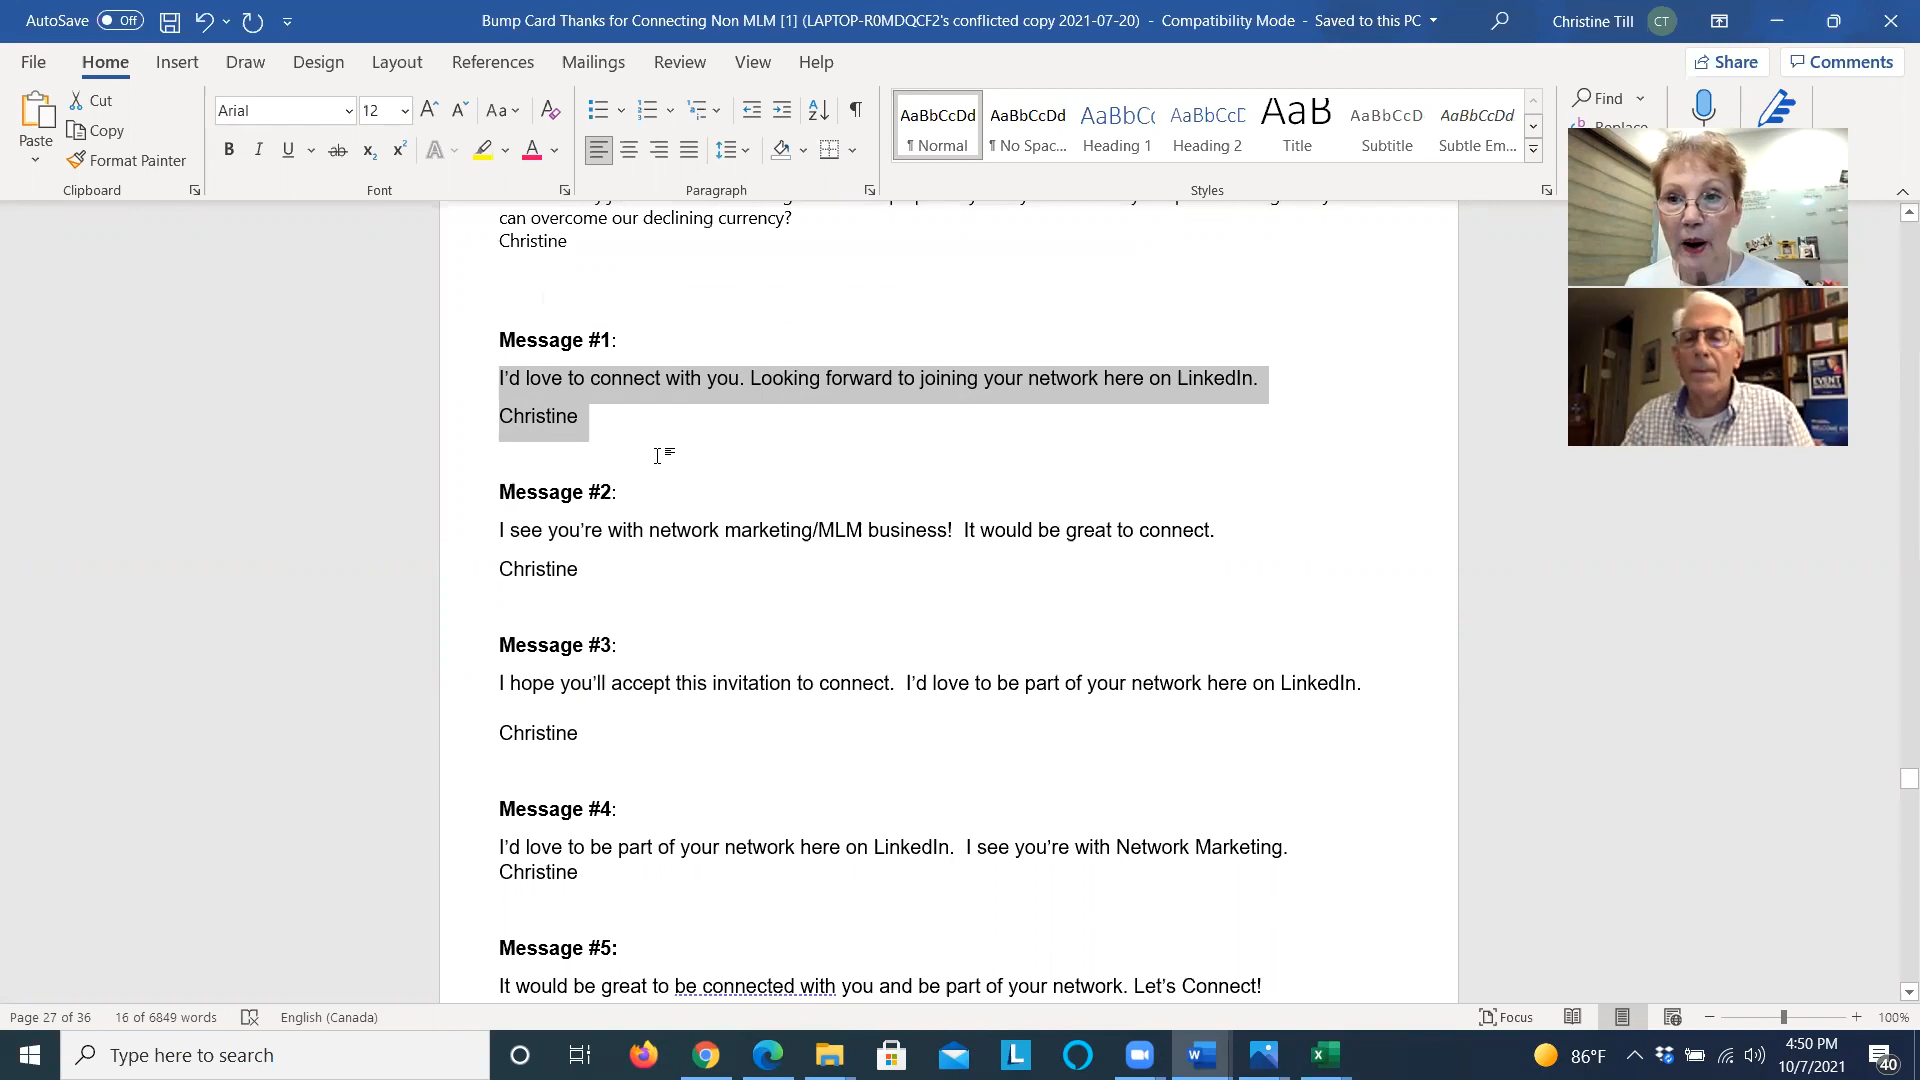 AutoSave Off Bump Card Thanks for Connecting Non MLM [1] (LAPTOP-R0MDQCF2's conflicted copy 2021-07-20) - Compatibility Mode - Saved to this PC Christine Till CT
File Home Insert Draw Design Layout References Mailings Review View Help Share Comments
Paste Cut Copy Format Painter
Clipboard
Arial 12
Font
Paragraph
AaBbCcDd AaBbCcDd AaBbC AaBbCcC AaB AaBbCcD AaBbCcDd
¶ Normal ¶ No Spac... Heading 1 Heading 2 Title Subtitle Subtle Em...
Styles
Find
Replace
can overcome our declining currency?
Christine
Message #1:
I’d love to connect with you. Looking forward to joining your network here on LinkedIn.
Christine
Message #2:
I see you’re with network marketing/MLM business!  It would be great to connect.
Christine
Message #3:
I hope you’ll accept this invitation to connect.  I’d love to be part of your network here on LinkedIn.
Christine
Message #4:
I’d love to be part of your network here on LinkedIn.  I see you’re with Network Marketing.
Christine
Message #5:
It would be great to be connected with you and be part of your network. Let’s Connect!
Page 27 of 36 16 of 6849 words English (Canada) Focus 100%
Type here to search
86°F
4:50 PM
10/7/2021
40